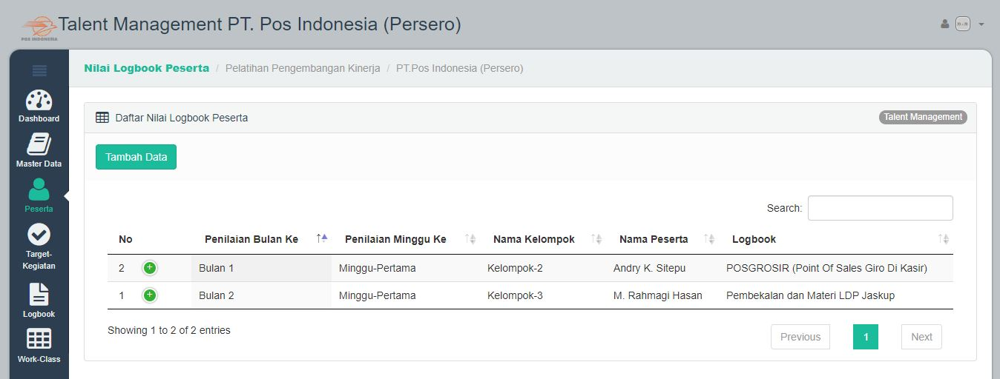 POS INDONESIA
Talent Management PT. Pos Indonesia (Persero)
Nilai Logbook Peserta / Pelatihan Pengembangan Kinerja / PT.Pos Indonesia (Persero)
Dashboard
Master Data
Peserta
Target-
Kegiatan
Logbook
Work-Class
Daftar Nilai Logbook Peserta
Talent Management
Tambah Data
Search:
No Penilaian Bulan Ke Penilaian Minggu Ke Nama Kelompok Nama Peserta Logbook
2 Bulan 1 Minggu-Pertama Kelompok-2 Andry K. Sitepu POSGROSIR (Point Of Sales Giro Di Kasir)
1 Bulan 2 Minggu-Pertama Kelompok-3 M. Rahmagi Hasan Pembekalan dan Materi LDP Jaskup
Showing 1 to 2 of 2 entries
Previous 1 Next